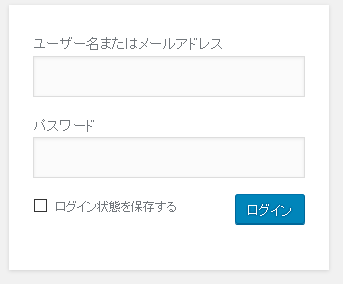 ユーザー名またはメールアドレス
パスワード
ログイン状態を保存する
ログイン